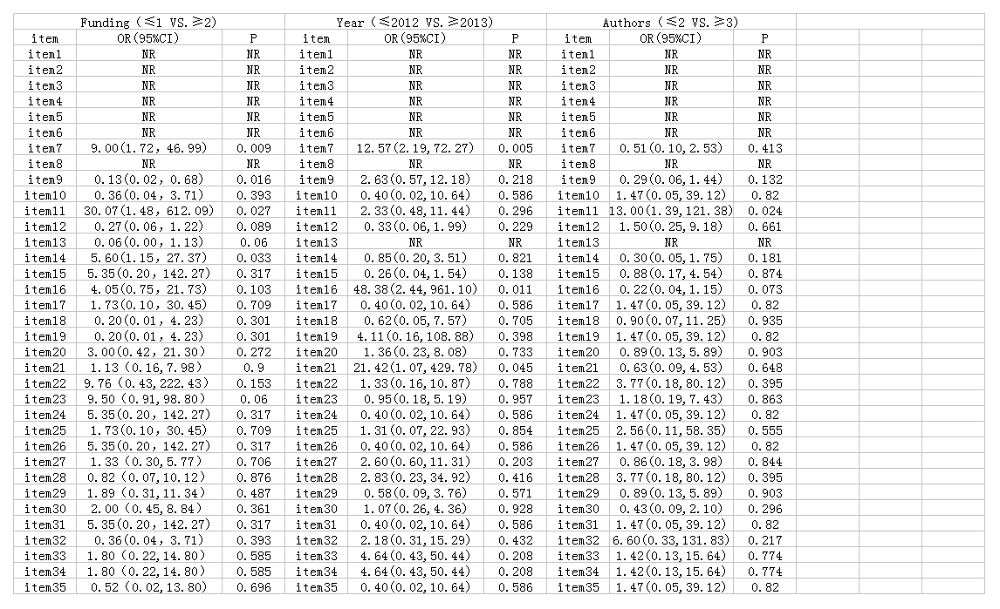 Funding（≤1 VS.≥2） Year（≤2012 VS.≥2013） Authors（≤2 VS.≥3）
item OR(95%CI) P item OR(95%CI) P item OR(95%CI) P
item1 NR NR item1 NR NR item1 NR NR
item2 NR NR item2 NR NR item2 NR NR
item3 NR NR item3 NR NR item3 NR NR
item4 NR NR item4 NR NR item4 NR NR
item5 NR NR item5 NR NR item5 NR NR
item6 NR NR item6 NR NR item6 NR NR
item7 9.00(1.72，46.99) 0.009 item7 12.57(2.19,72.27) 0.005 item7 0.51(0.10,2.53) 0.413
item8 NR NR item8 NR NR item8 NR NR
item9 0.13(0.02，0.68) 0.016 item9 2.63(0.57,12.18) 0.218 item9 0.29(0.06,1.44) 0.132
item10 0.36(0.04，3.71) 0.393 item10 0.40(0.02,10.64) 0.586 item10 1.47(0.05,39.12) 0.82
item11 30.07(1.48，612.09) 0.027 item11 2.33(0.48,11.44) 0.296 item11 13.00(1.39,121.38) 0.024
item12 0.27(0.06，1.22) 0.089 item12 0.33(0.06,1.99) 0.229 item12 1.50(0.25,9.18) 0.661
item13 0.06(0.00，1.13) 0.06 item13 NR NR item13 NR NR
item14 5.60(1.15，27.37) 0.033 item14 0.85(0.20,3.51) 0.821 item14 0.30(0.05,1.75) 0.181
item15 5.35(0.20，142.27) 0.317 item15 0.26(0.04,1.54) 0.138 item15 0.88(0.17,4.54) 0.874
item16 4.05(0.75，21.73) 0.103 item16 48.38(2.44,961.10) 0.011 item16 0.22(0.04,1.15) 0.073
item17 1.73(0.10，30.45) 0.709 item17 0.40(0.02,10.64) 0.586 item17 1.47(0.05,39.12) 0.82
item18 0.20(0.01，4.23) 0.301 item18 0.62(0.05,7.57) 0.705 item18 0.90(0.07,11.25) 0.935
item19 0.20(0.01，4.23) 0.301 item19 4.11(0.16,108.88) 0.398 item19 1.47(0.05,39.12) 0.82
item20 3.00(0.42，21.30) 0.272 item20 1.36(0.23,8.08) 0.733 item20 0.89(0.13,5.89) 0.903
item21 1.13（0.16,7.98) 0.9 item21 21.42(1.07,429.78) 0.045 item21 0.63(0.09,4.53) 0.648
item22 9.76（0.43,222.43) 0.153 item22 1.33(0.16,10.87) 0.788 item22 3.77(0.18,80.12) 0.395
item23 9.50（0.91,98.80) 0.06 item23 0.95(0.18,5.19) 0.957 item23 1.18(0.19,7.43) 0.863
item24 5.35(0.20，142.27) 0.317 item24 0.40(0.02,10.64) 0.586 item24 1.47(0.05,39.12) 0.82
item25 1.73(0.10，30.45) 0.709 item25 1.31(0.07,22.93) 0.854 item25 2.56(0.11,58.35) 0.555
item26 5.35(0.20，142.27) 0.317 item26 0.40(0.02,10.64) 0.586 item26 1.47(0.05,39.12) 0.82
item27 1.33（0.30,5.77) 0.706 item27 2.60(0.60,11.31) 0.203 item27 0.86(0.18,3.98) 0.844
item28 0.82（0.07,10.12) 0.876 item28 2.83(0.23,34.92) 0.416 item28 3.77(0.18,80.12) 0.395
item29 1.89（0.31,11.34) 0.487 item29 0.58(0.09,3.76) 0.571 item29 0.89(0.13,5.89) 0.903
item30 2.00（0.45,8.84) 0.361 item30 1.07(0.26,4.36) 0.928 item30 0.43(0.09,2.10) 0.296
item31 5.35(0.20，142.27) 0.317 item31 0.40(0.02,10.64) 0.586 item31 1.47(0.05,39.12) 0.82
item32 0.36(0.04，3.71) 0.393 item32 2.18(0.31,15.29) 0.432 item32 6.60(0.33,131.83) 0.217
item33 1.80（0.22,14.80) 0.585 item33 4.64(0.43,50.44) 0.208 item33 1.42(0.13,15.64) 0.774
item34 1.80（0.22,14.80) 0.585 item34 4.64(0.43,50.44) 0.208 item34 1.42(0.13,15.64) 0.774
item35 0.52（0.02,13.80) 0.696 item35 0.40(0.02,10.64) 0.586 item35 1.47(0.05,39.12) 0.82